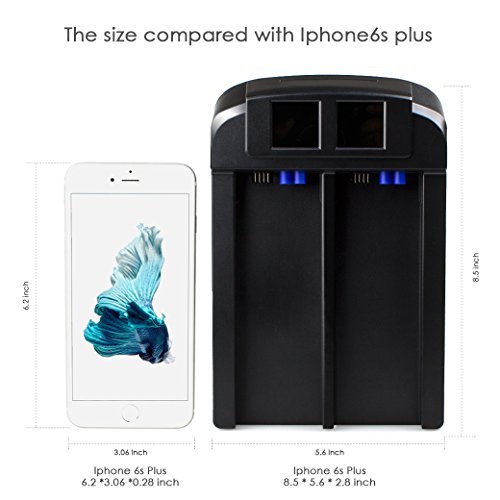 The size compared with Iphone6s plus
6.2 inch
8.5 inch
3.06 inch
5.6 inch
Iphone 6s Plus
6.2 *3.06 *0.28 inch
Iphone 6s Plus
8.5 * 5.6 * 2.8 inch